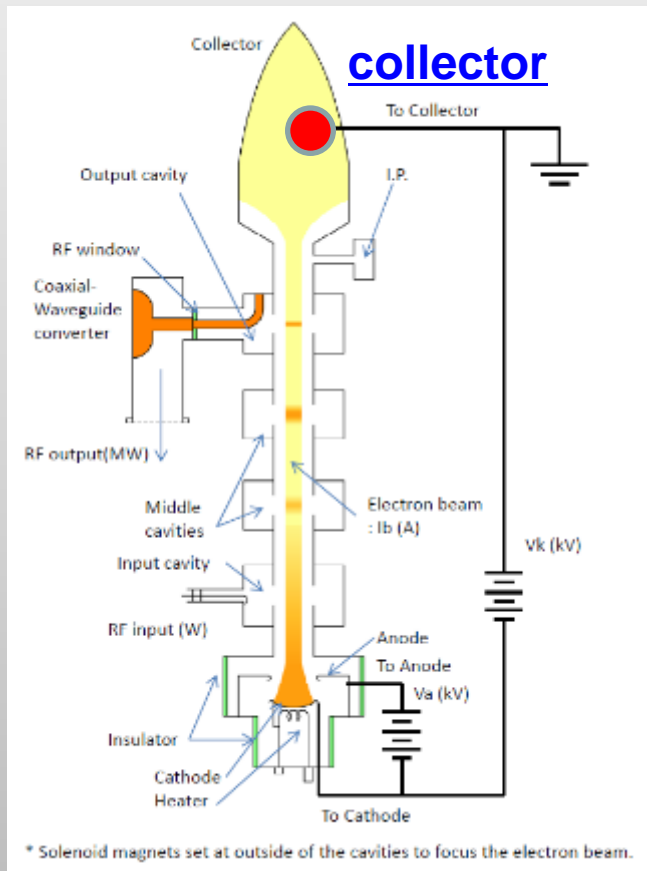 Collector
collector
To Collector
Output cavity
I.P.
RF window
Coaxial-
Waveguide
converter
RF output(MW)
Middle
cavities
Electron beam
: Ib (A)
Vk (kV)
Input cavity
RF input (W)
Anode
To Anode
Va (kV)
Insulator
Cathode
Heater
To Cathode
* Solenoid magnets set at outside of the cavities to focus the electron beam.